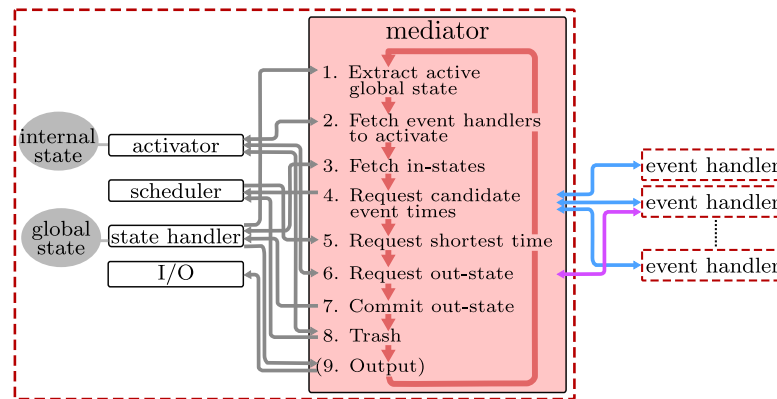 mediator
1. Extract active
global state
2. Fetch event handlers
to activate
3. Fetch in-states
4. Request candidate
event times
5. Request shortest time
6. Request out-state
7. Commit out-state
8. Trash
(9. Output)
internal
state
activator
scheduler
global
state
state handler
I/O
event handler
event handler
event handler